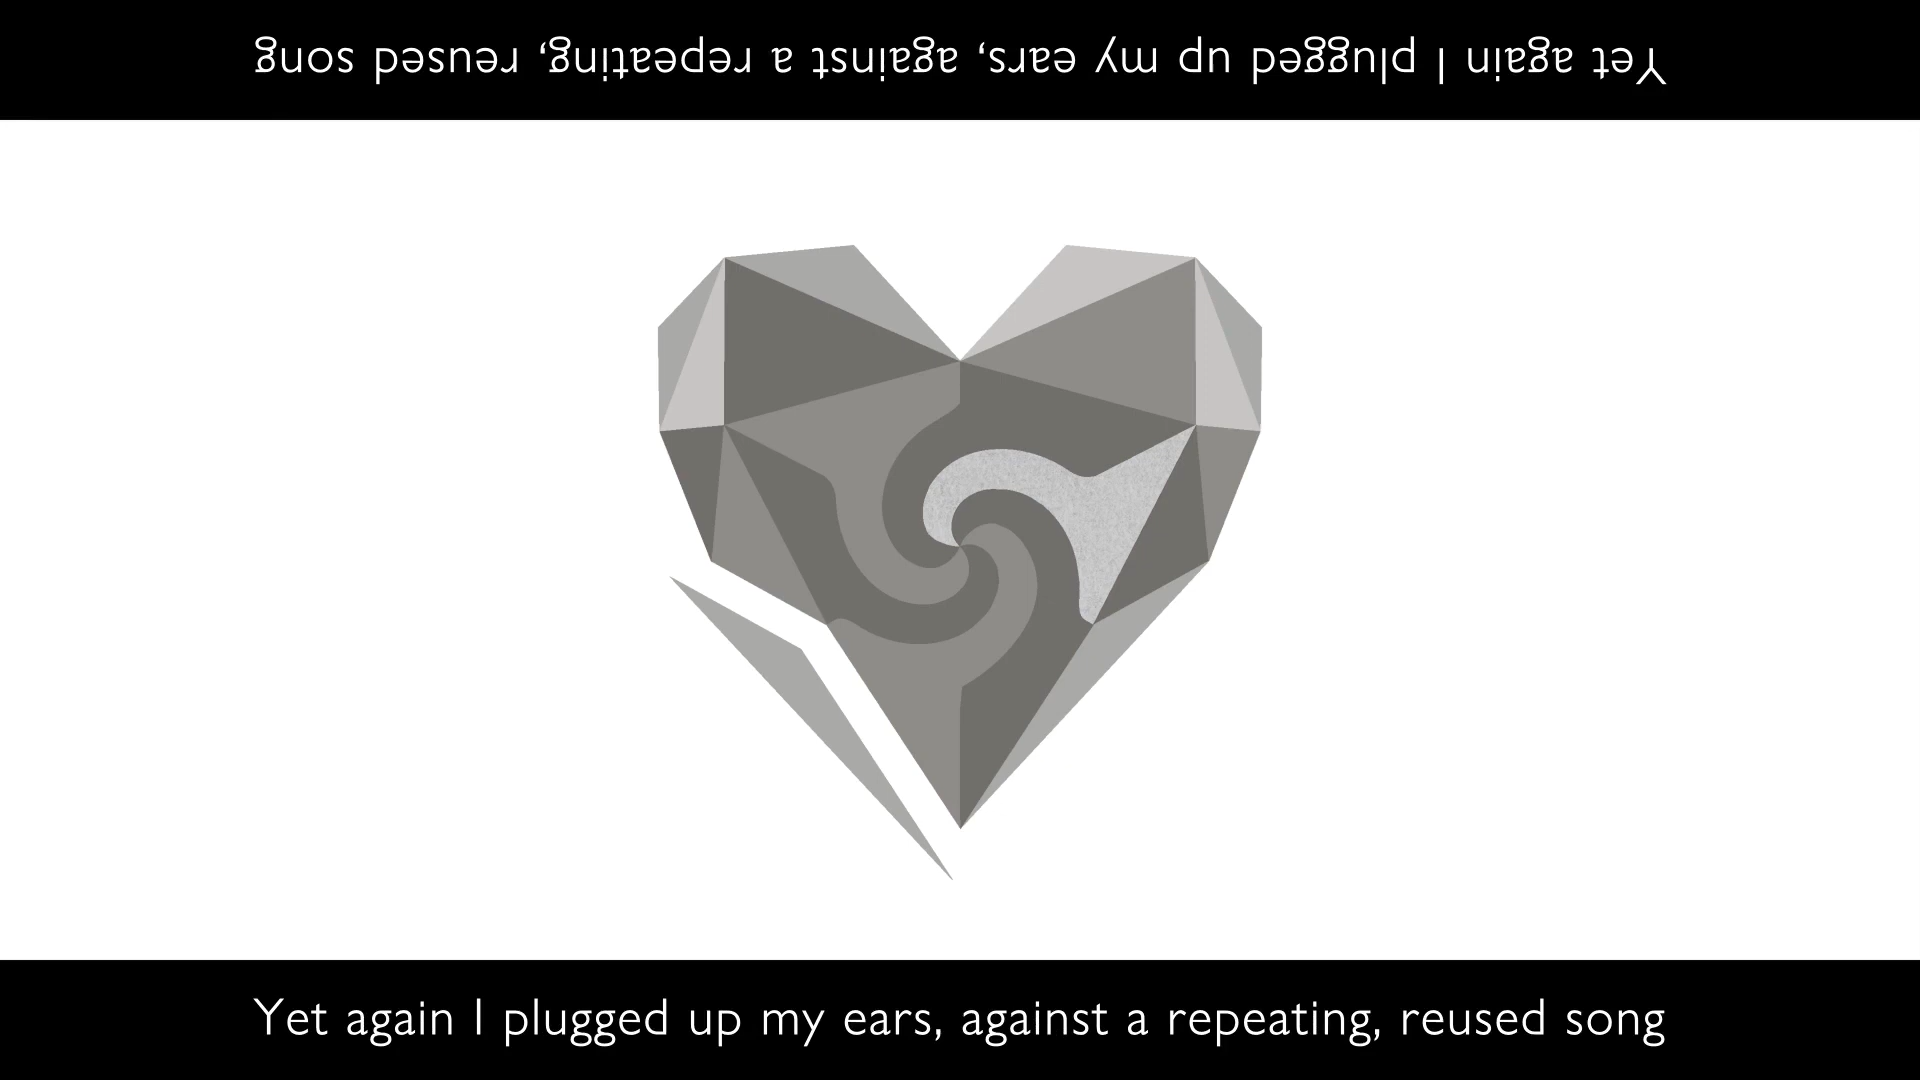 Yet again I plugged up my ears, against a repeating, reused song
Yet again I plugged up my ears, against a repeating, reused song